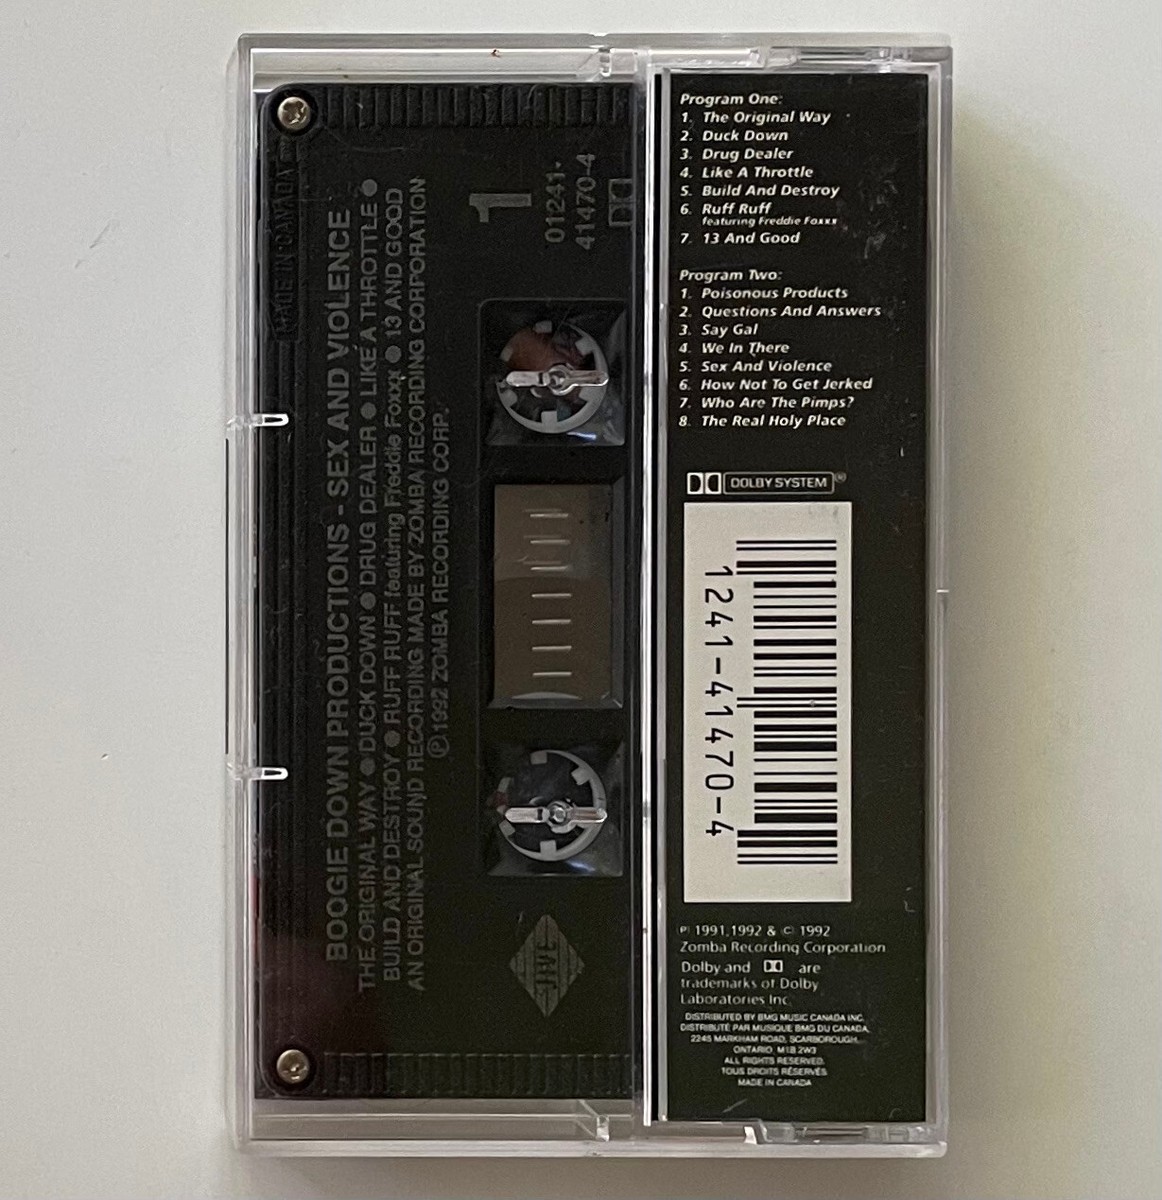 MADE IN CANADA
BOOGIE DOWN PRODUCTIONS - SEX AND VIOLENCE
THE ORIGINAL WAY ● DUCK DOWN ● DRUG DEALER ● LIKE A THROTTLE ●
BUILD AND DESTROY ● RUFF RUFF featuring Freddie Foxxx ● 13 AND GOOD
AN ORIGINAL SOUND RECORDING MADE BY ZOMBA RECORDING CORPORATION
Ⓟ1992 ZOMBA RECORDING CORP.
1
01241-
41470-4
JIVE
Program One:
1. The Original Way
2. Duck Down
3. Drug Dealer
4. Like A Throttle
5. Build And Destroy
6. Ruff Ruff
featuring Freddie Foxxx
7. 13 And Good
Program Two:
1. Poisonous Products
2. Questions And Answers
3. Say Gal
4. We In There
5. Sex And Violence
6. How Not To Get Jerked
7. Who Are The Pimps?
8. The Real Holy Place
DOLBY SYSTEM®
1241-41470-4
Ⓟ 1991, 1992 & © 1992
Zomba Recording Corporation
Dolby and are
trademarks of Dolby
Laboratories Inc.
DISTRIBUTED BY BMG MUSIC CANADA INC.
DISTRIBUÉ PAR MUSIQUE BMG DU CANADA,
2245 MARKHAM ROAD, SCARBOROUGH,
ONTARIO M1B 2W3
ALL RIGHTS RESERVED.
TOUS DROITS RÉSERVÉS
MADE IN CANADA